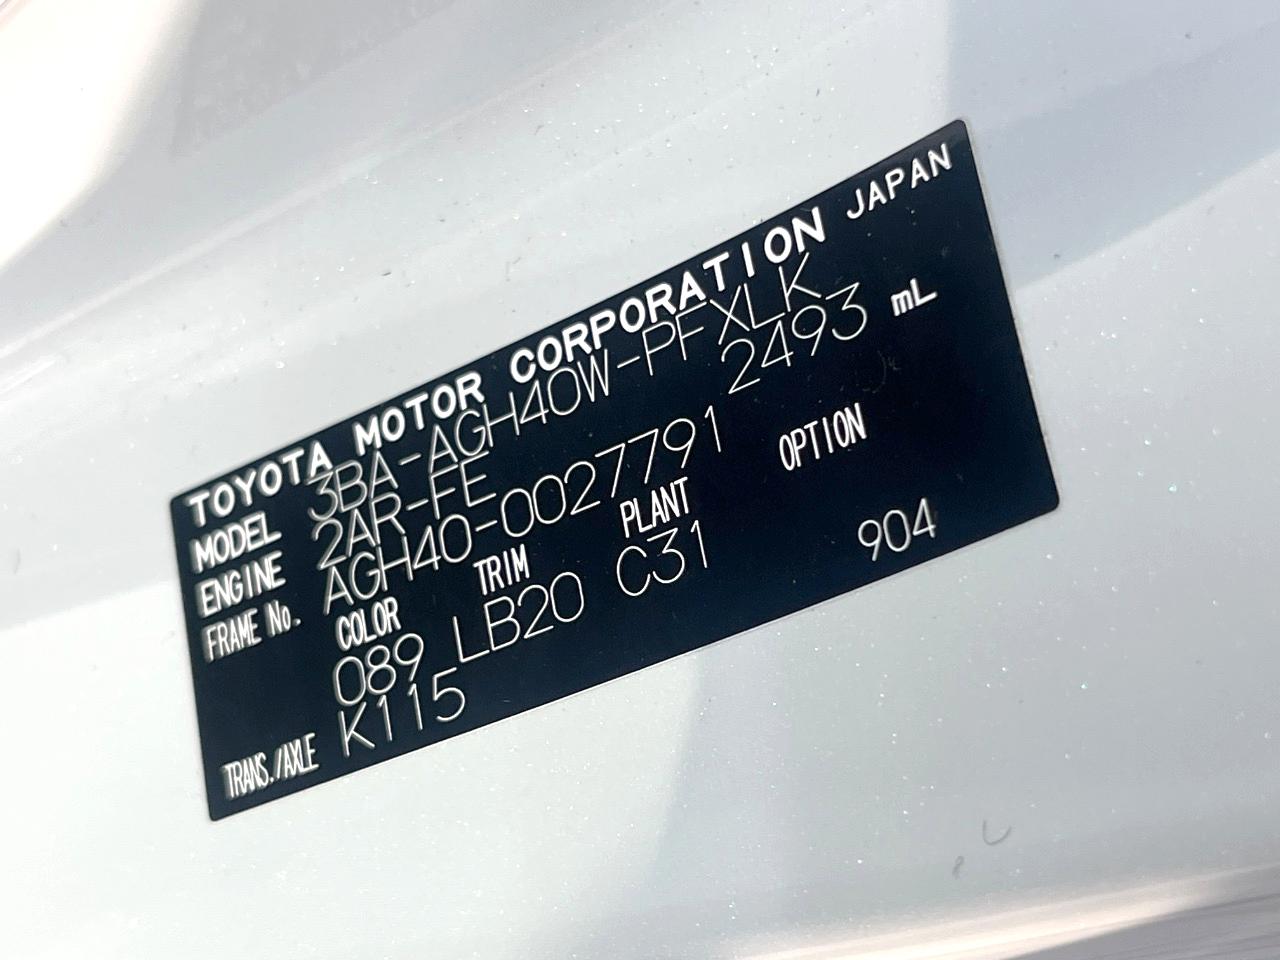 TOYOTA MOTOR CORPORATION JAPAN
MODEL 3BA-AGH40W-PFXLK
ENGINE 2AR-FE 2493 mL
FRAME No. AGH40-0027791
COLOR TRIM PLANT OPTION
089 LB20 C31 904
TRANS./AXLE K115